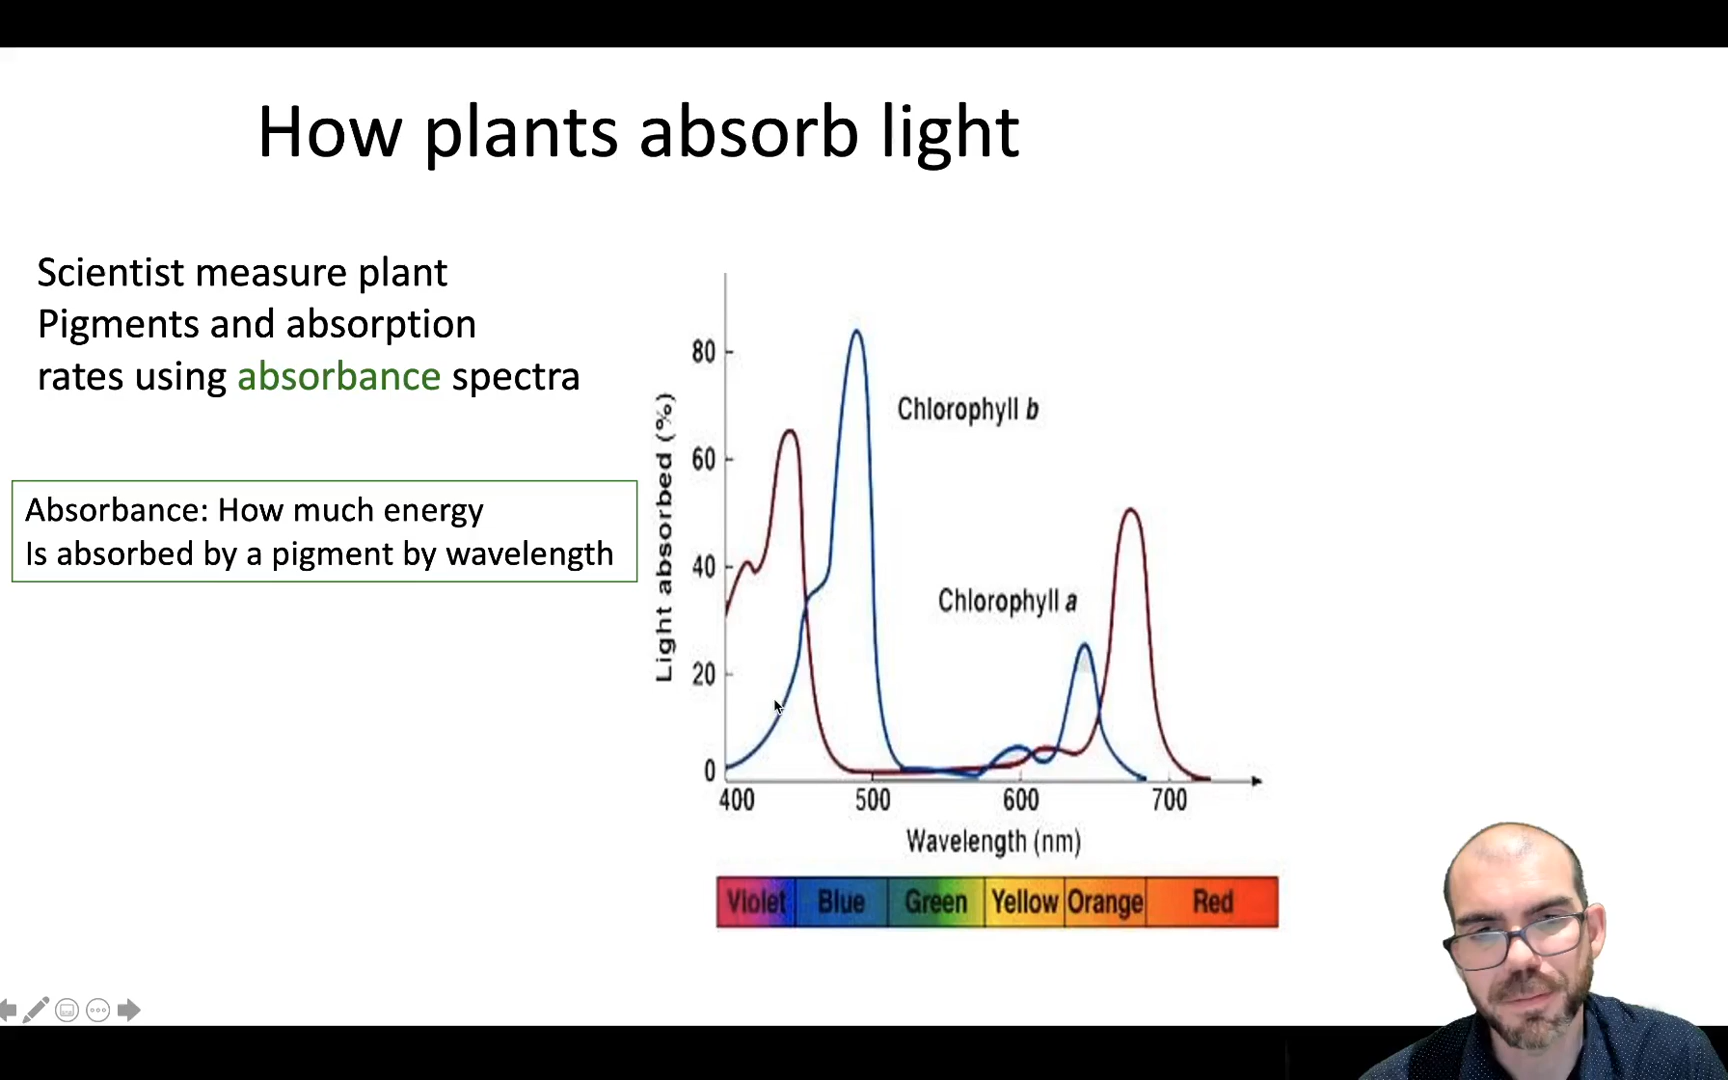 How plants absorb light
Scientist measure plant
Pigments and absorption
rates using absorbance spectra
Absorbance: How much energy
Is absorbed by a pigment by wavelength
Light absorbed (%)
80
60
40
20
0
Chlorophyll b
Chlorophyll a
400 500 600 700
Wavelength (nm)
Violet Blue Green Yellow Orange Red